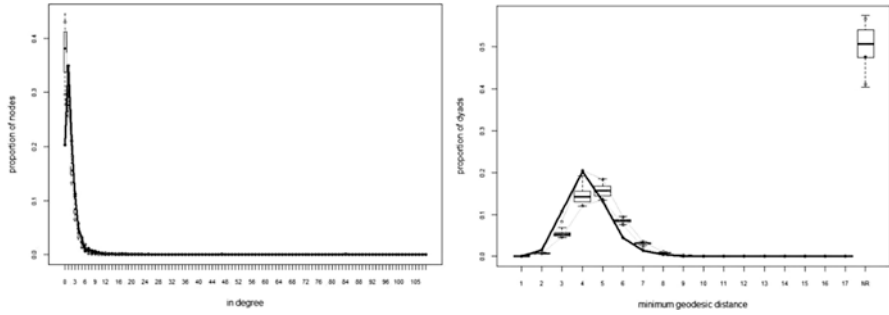 proportion of nodes
0.4
0.3
0.2
0.1
0.0
0 3 6 9 12 16 20 24 28 32 36 40 44 48 52 56 60 64 68 72 76 80 84 88 92 96 100 105
in degree
proportion of dyads
0.5
0.4
0.3
0.2
0.1
0.0
1 2 3 4 5 6 7 8 9 10 11 12 13 14 15 16 17 NR
minimum geodesic distance